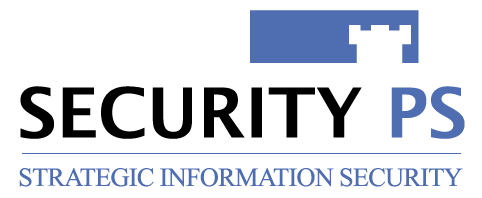 SECURITY PS
STRATEGIC INFORMATION SECURITY